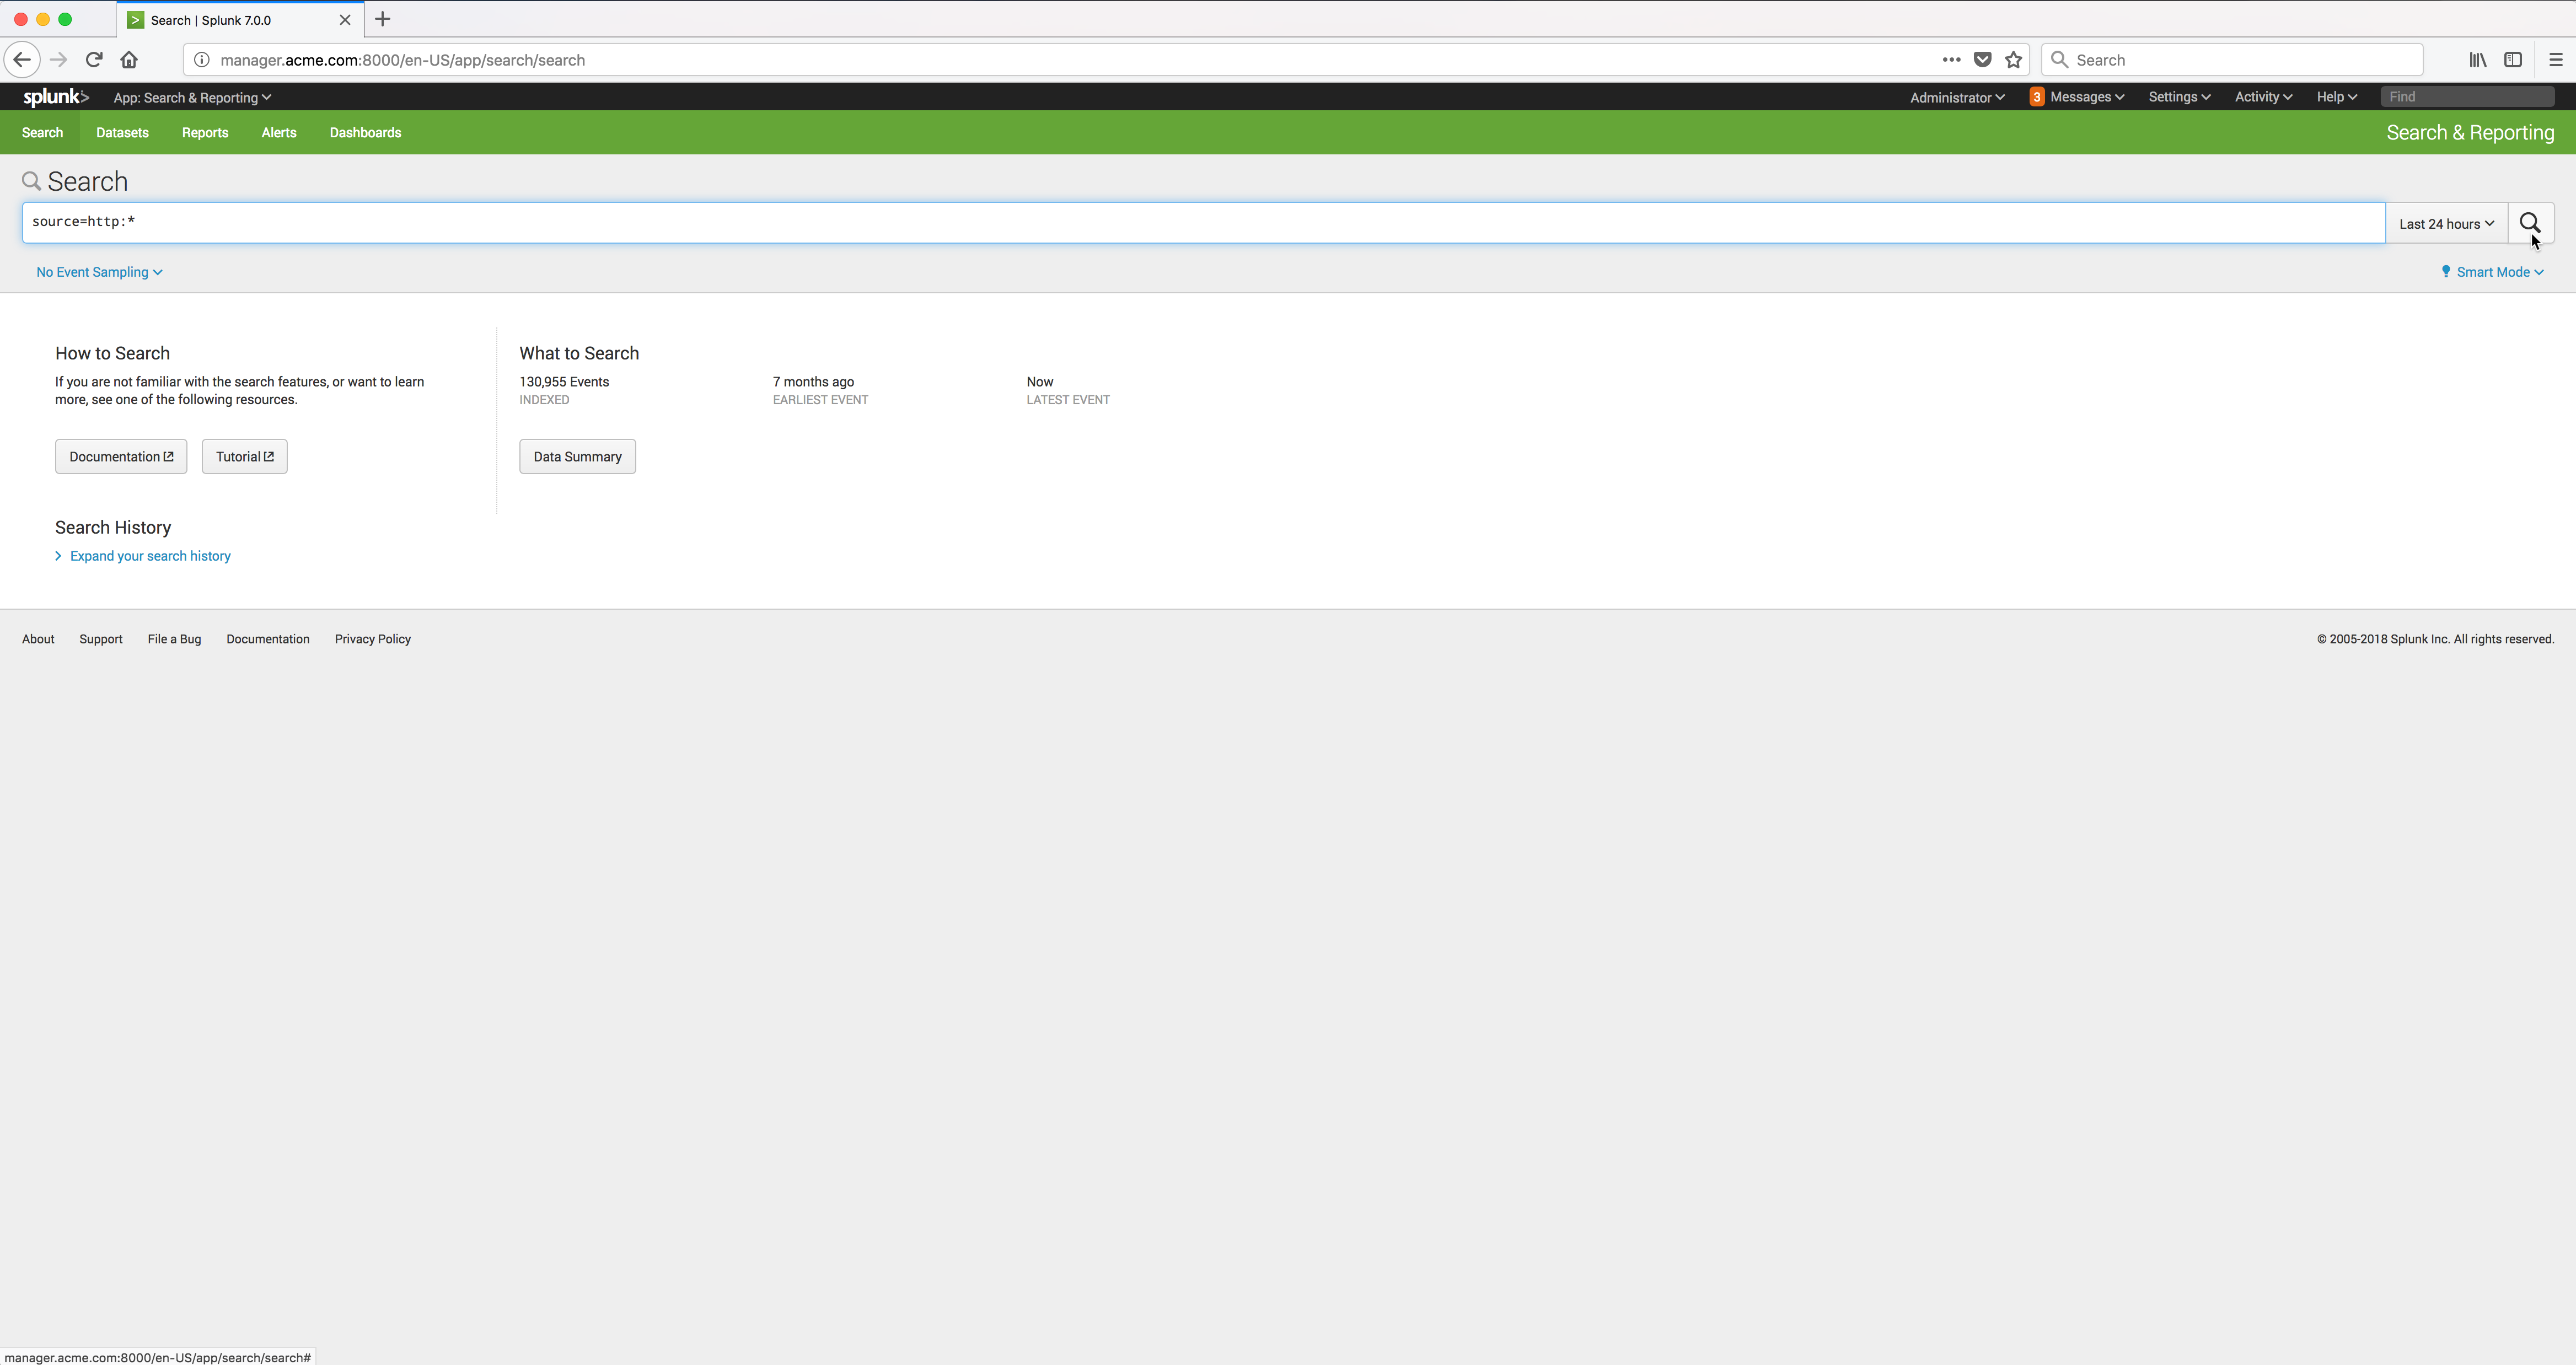 Search | Splunk 7.0.0
manager.acme.com:8000/en-US/app/search/search
Search
splunk> App: Search & Reporting Administrator 3 Messages Settings Activity Help Find
Search Datasets Reports Alerts Dashboards Search & Reporting
Search
source=http:* Last 24 hours
No Event Sampling Smart Mode
How to Search
If you are not familiar with the search features, or want to learn
more, see one of the following resources.
Documentation Tutorial
What to Search
130,955 Events 7 months ago Now
INDEXED EARLIEST EVENT LATEST EVENT
Data Summary
Search History
Expand your search history
About Support File a Bug Documentation Privacy Policy © 2005-2018 Splunk Inc. All rights reserved.
manager.acme.com:8000/en-US/app/search/search#